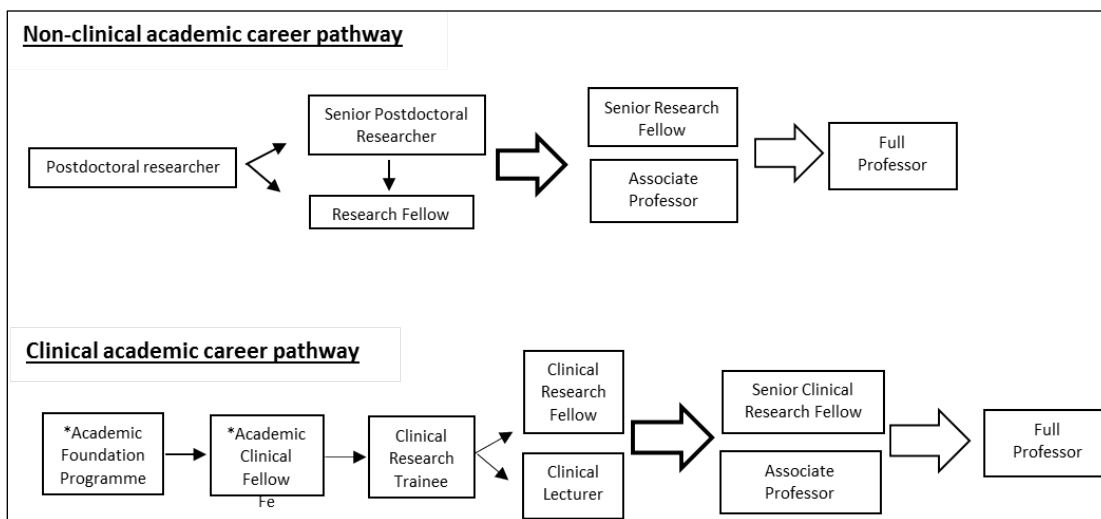 Non-clinical academic career pathway
Postdoctoral researcher
Senior Postdoctoral
Researcher
Research Fellow
Senior Research
Fellow
Associate
Professor
Full
Professor
Clinical academic career pathway
*Academic
Foundation
Programme
*Academic
Clinical
Fellow
Fe
Clinical
Research
Trainee
Clinical
Research
Fellow
Clinical
Lecturer
Senior Clinical
Research Fellow
Associate
Professor
Full
Professor